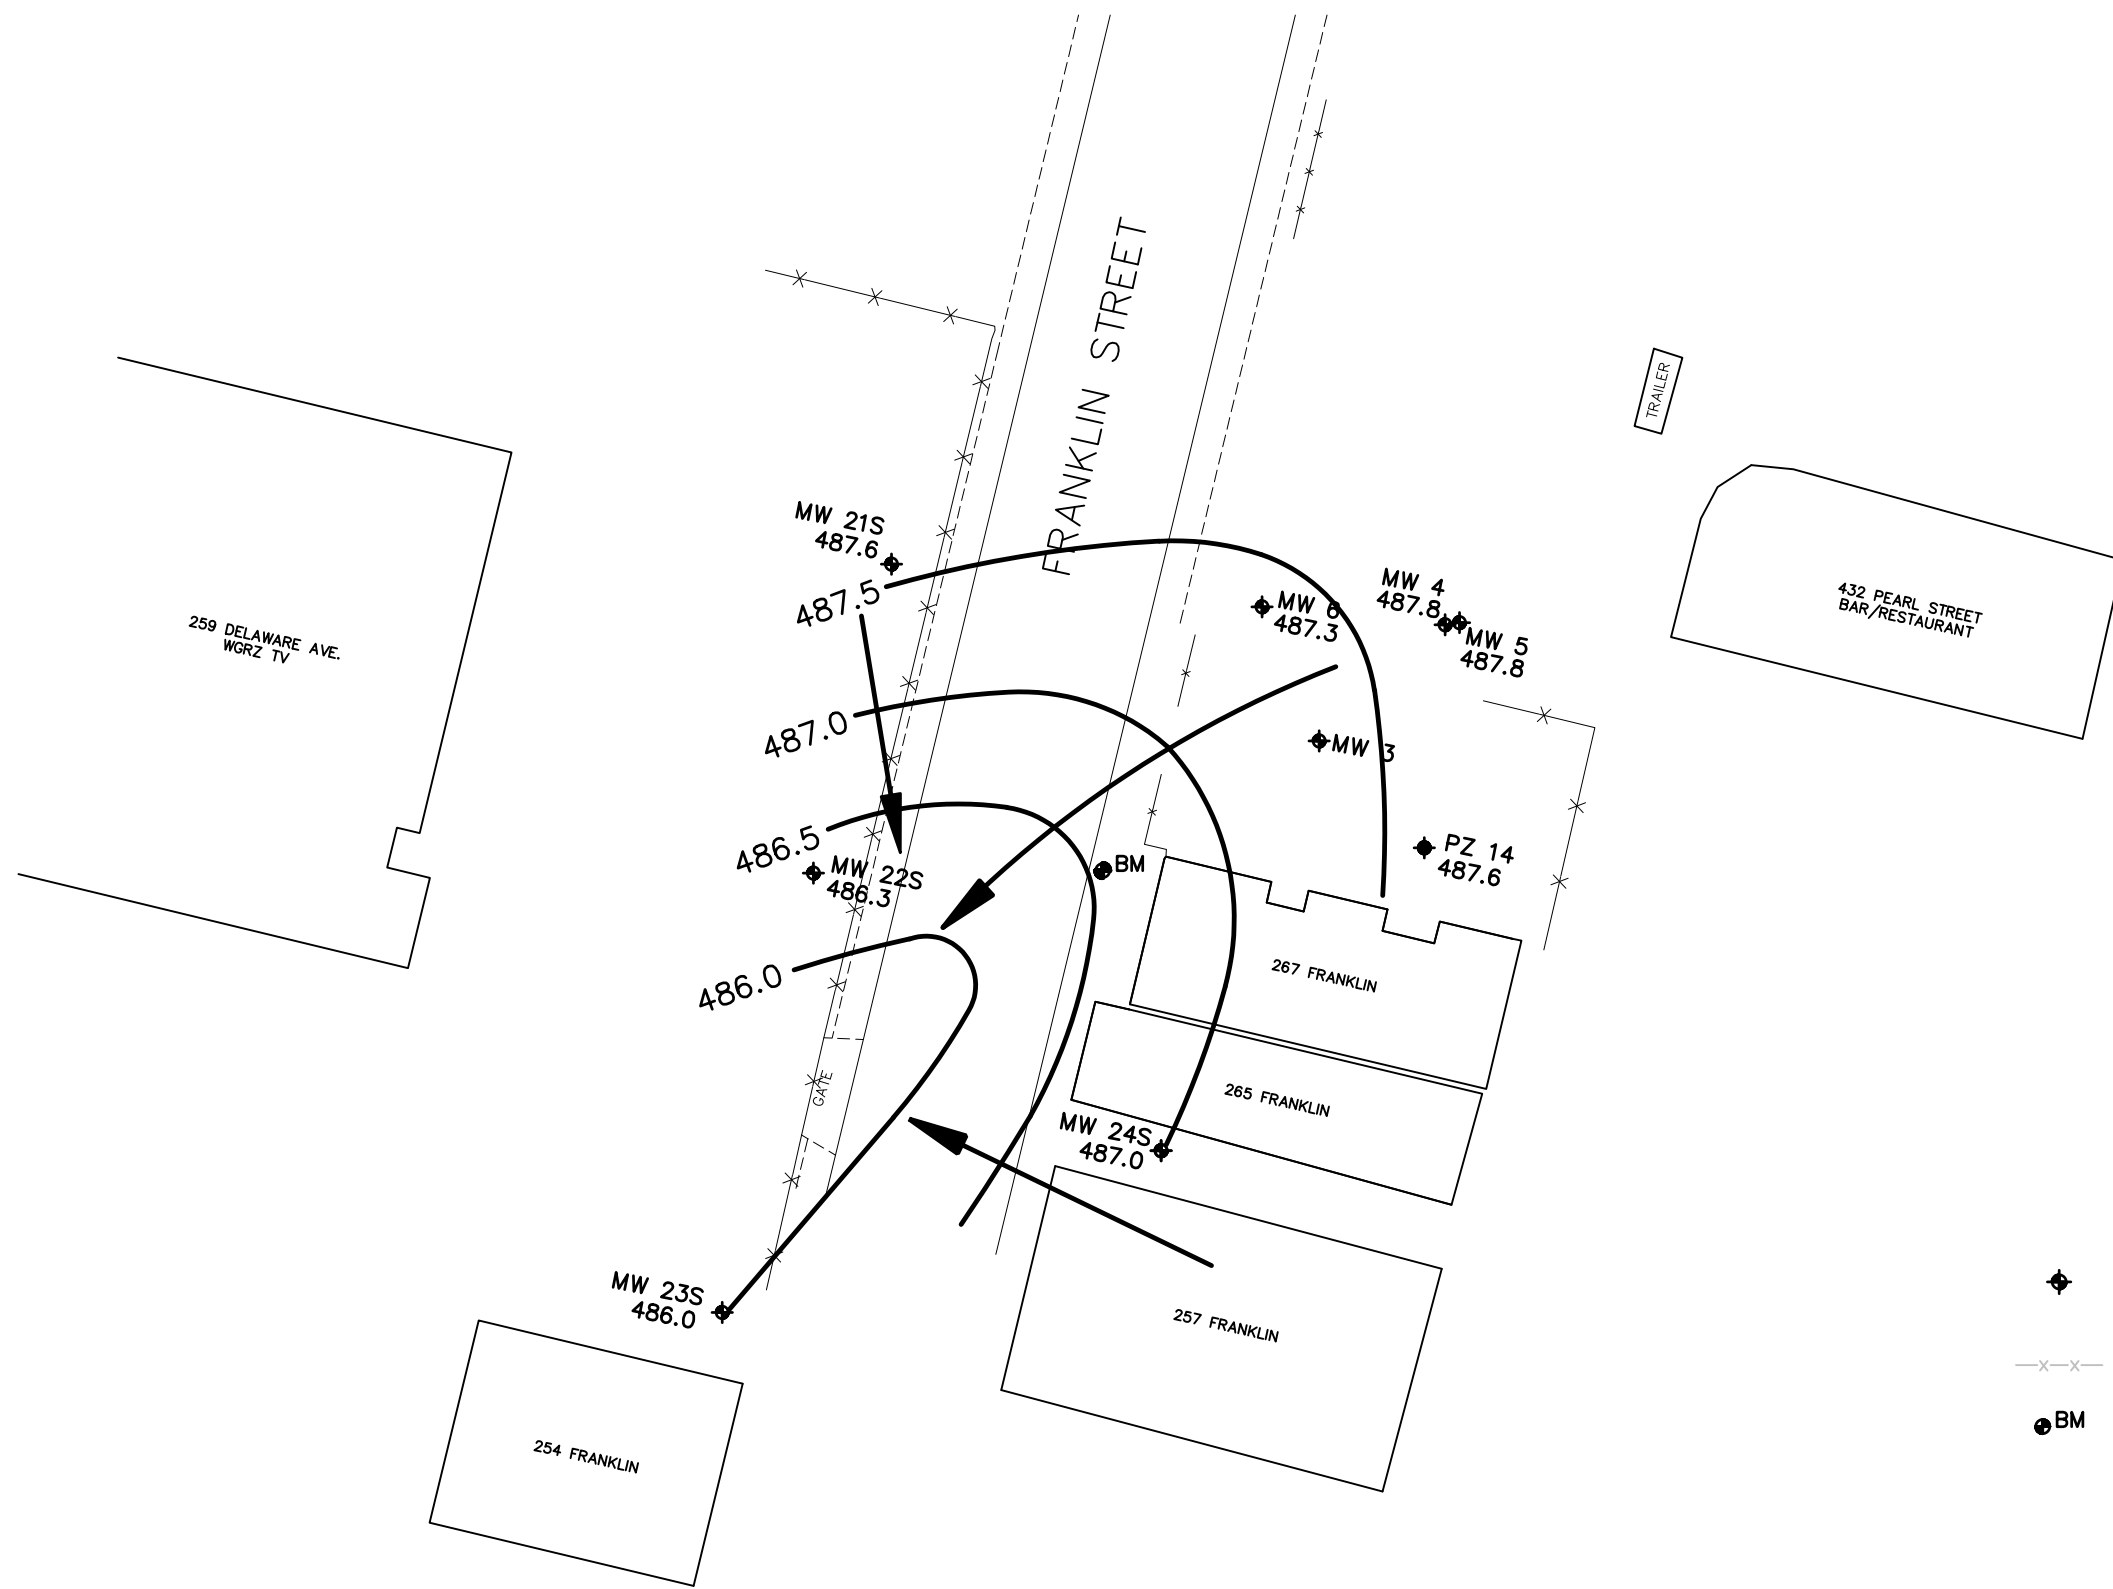 FRANKLIN STREET
TRAILER
MW 21S
487.6
487.5
MW 6
487.3
MW 4
487.8
MW 5
487.8
432 PEARL STREET
BAR/RESTAURANT
259 DELAWARE AVE.
WGRZ TV
487.0
MW 3
486.5
MW 22S
486.3
BM
PZ 14
487.6
486.0
267 FRANKLIN
GATE
265 FRANKLIN
MW 24S
487.0
MW 23S
486.0
257 FRANKLIN
254 FRANKLIN
BM